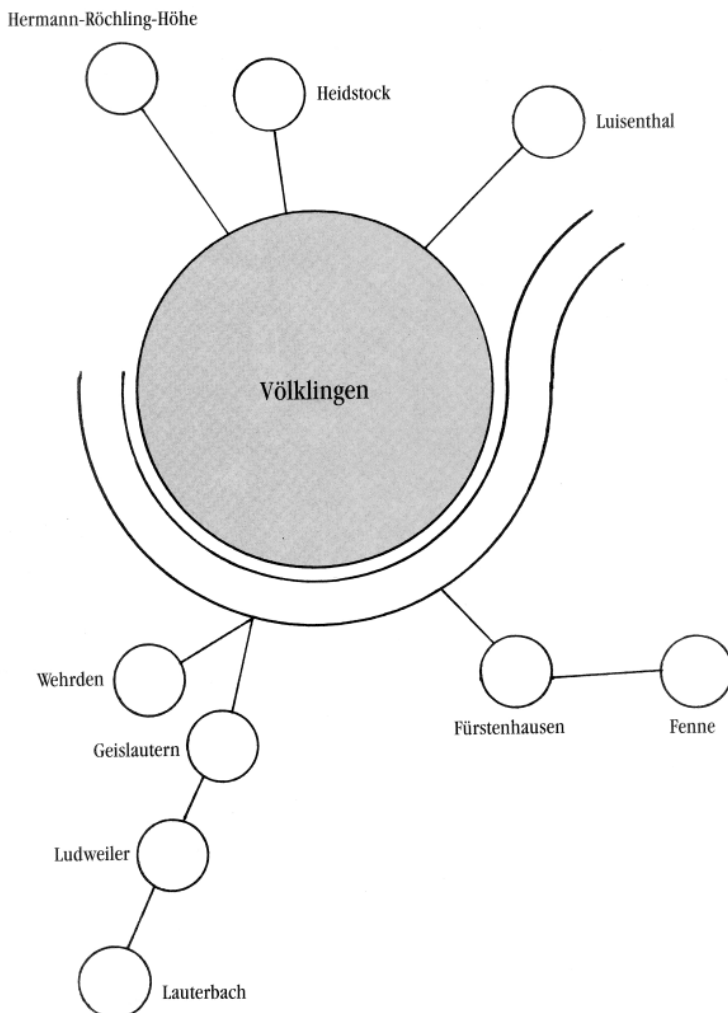 Hermann-Röchling-Höhe
Heidstock
Luisenthal
Völklingen
Wehrden
Geislautern
Fürstenhausen
Fenne
Ludweiler
Lauterbach